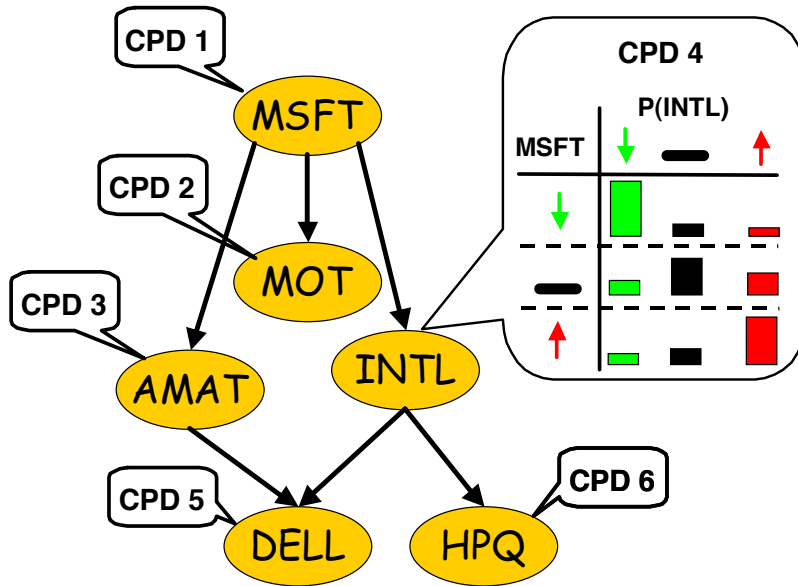 CPD 1
CPD 4
MSFT
P(INTL)
MSFT
CPD 2
MOT
CPD 3
AMAT
INTL
CPD 5
CPD 6
DELL
HPQ